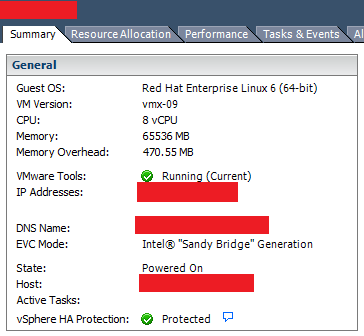 Summary Resource Allocation Performance Tasks & Events Al
General
Guest OS: Red Hat Enterprise Linux 6 (64-bit)
VM Version: vmx-09
CPU: 8 vCPU
Memory: 65536 MB
Memory Overhead: 470.55 MB
VMware Tools: Running (Current)
IP Addresses:
DNS Name:
EVC Mode: Intel® "Sandy Bridge" Generation
State: Powered On
Host:
Active Tasks:
vSphere HA Protection: Protected